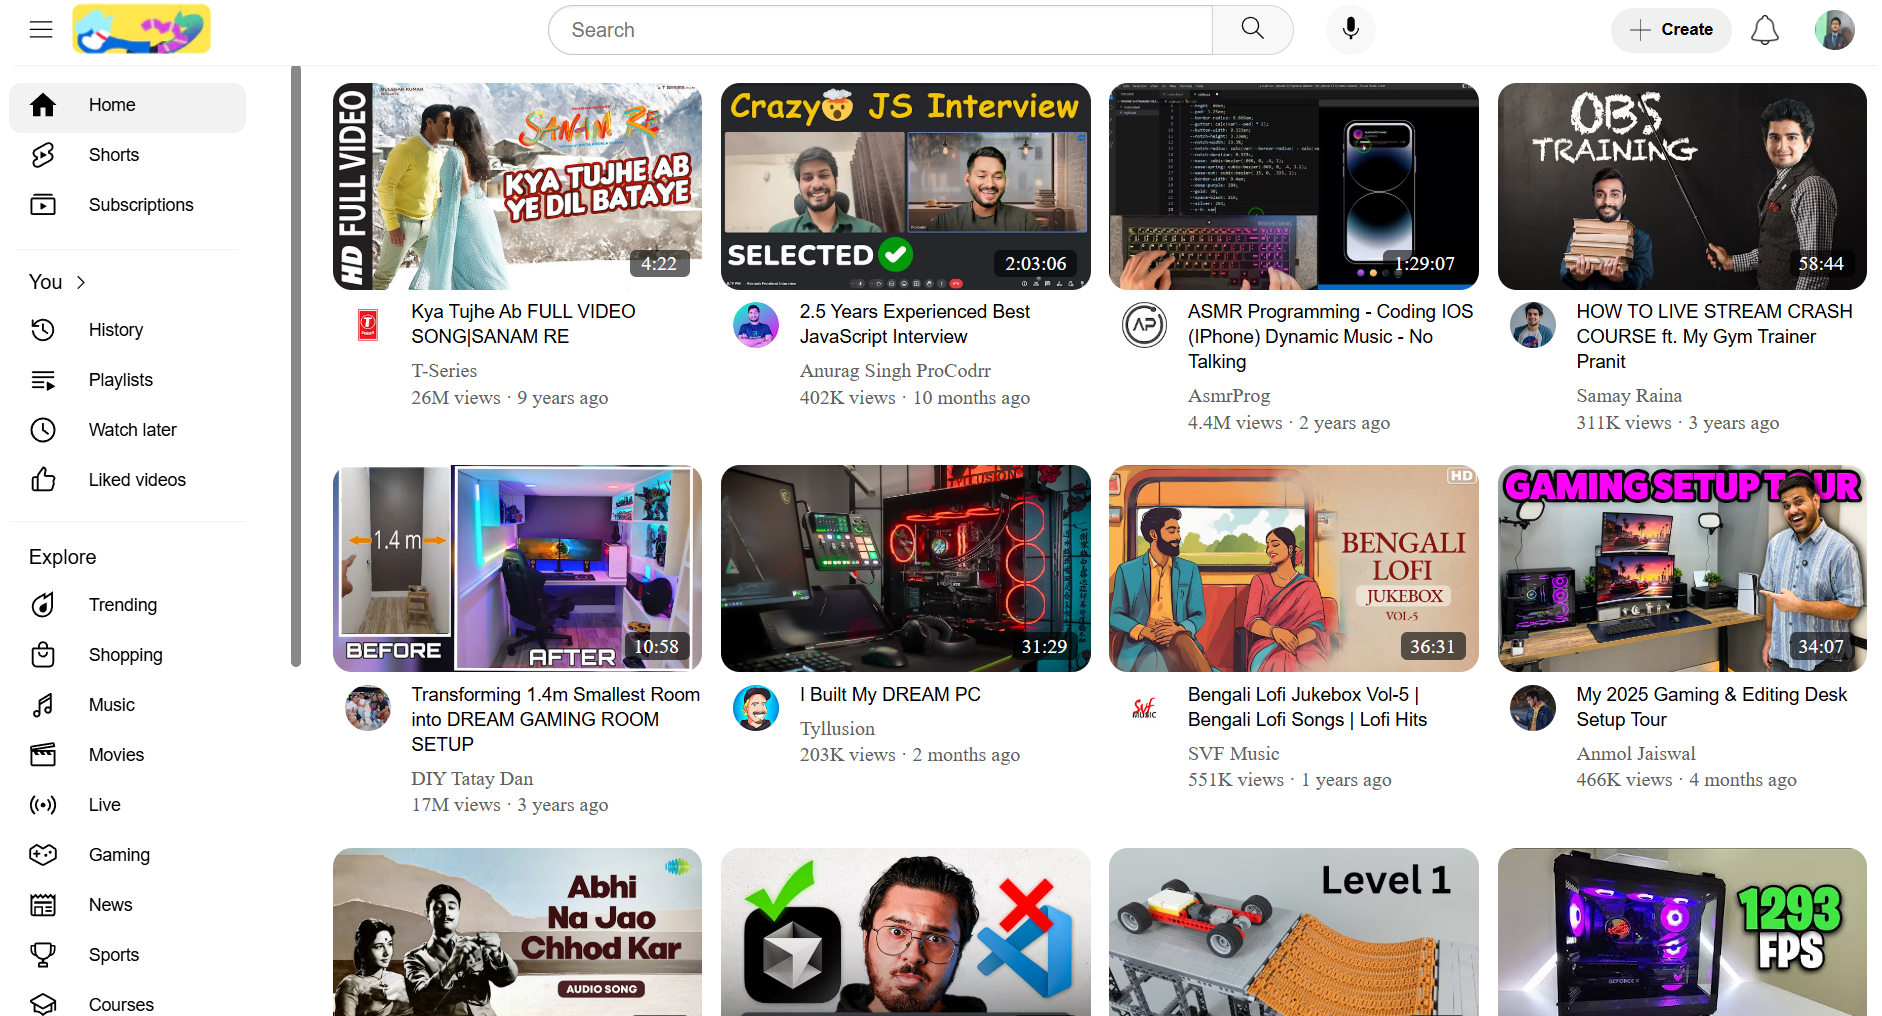 Search
Create
Home
Shorts
Subscriptions
You
History
Playlists
Watch later
Liked videos
Explore
Trending
Shopping
Music
Movies
Live
Gaming
News
Sports
Courses
HD FULL VIDEO
GULSHAN KUMAR
SANAM RE
KYA TUJHE AB
YE DIL BATAYE
4:22
Kya Tujhe Ab FULL VIDEO
SONG|SANAM RE
T-Series
26M views · 9 years ago
Crazy🤯 JS Interview
SELECTED
2:03:06
2.5 Years Experienced Best
JavaScript Interview
Anurag Singh ProCodrr
402K views · 10 months ago
1:29:07
AP
ASMR Programming - Coding IOS
(IPhone) Dynamic Music - No
Talking
AsmrProg
4.4M views · 2 years ago
OBS
TRAINING
58:44
HOW TO LIVE STREAM CRASH
COURSE ft. My Gym Trainer
Pranit
Samay Raina
311K views · 3 years ago
1.4 m
BEFORE
AFTER
10:58
Transforming 1.4m Smallest Room
into DREAM GAMING ROOM
SETUP
DIY Tatay Dan
17M views · 3 years ago
TYLLUSION
31:29
I Built My DREAM PC
Tyllusion
203K views · 2 months ago
HD
BENGALI
LOFI
JUKEBOX
VOL-5
36:31
SVF
MUSIC
Bengali Lofi Jukebox Vol-5 |
Bengali Lofi Songs | Lofi Hits
SVF Music
551K views · 1 years ago
GAMING SETUP TOUR
34:07
My 2025 Gaming & Editing Desk
Setup Tour
Anmol Jaiswal
466K views · 4 months ago
Abhi
Na Jao
Chhod Kar
AUDIO SONG
Level 1
1293
FPS
GEFORCE RTX